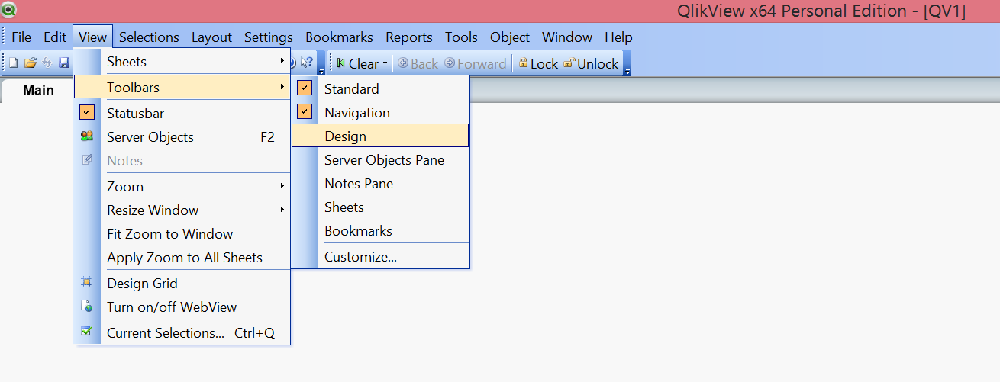 QlikView x64 Personal Edition - [QV1]
File Edit View Selections Layout Settings Bookmarks Reports Tools Object Window Help
Clear Back Forward Lock Unlock
Main
Sheets
Toolbars
Statusbar
Server Objects F2
Notes
Zoom
Resize Window
Fit Zoom to Window
Apply Zoom to All Sheets
Design Grid
Turn on/off WebView
Current Selections... Ctrl+Q
Standard
Navigation
Design
Server Objects Pane
Notes Pane
Sheets
Bookmarks
Customize...